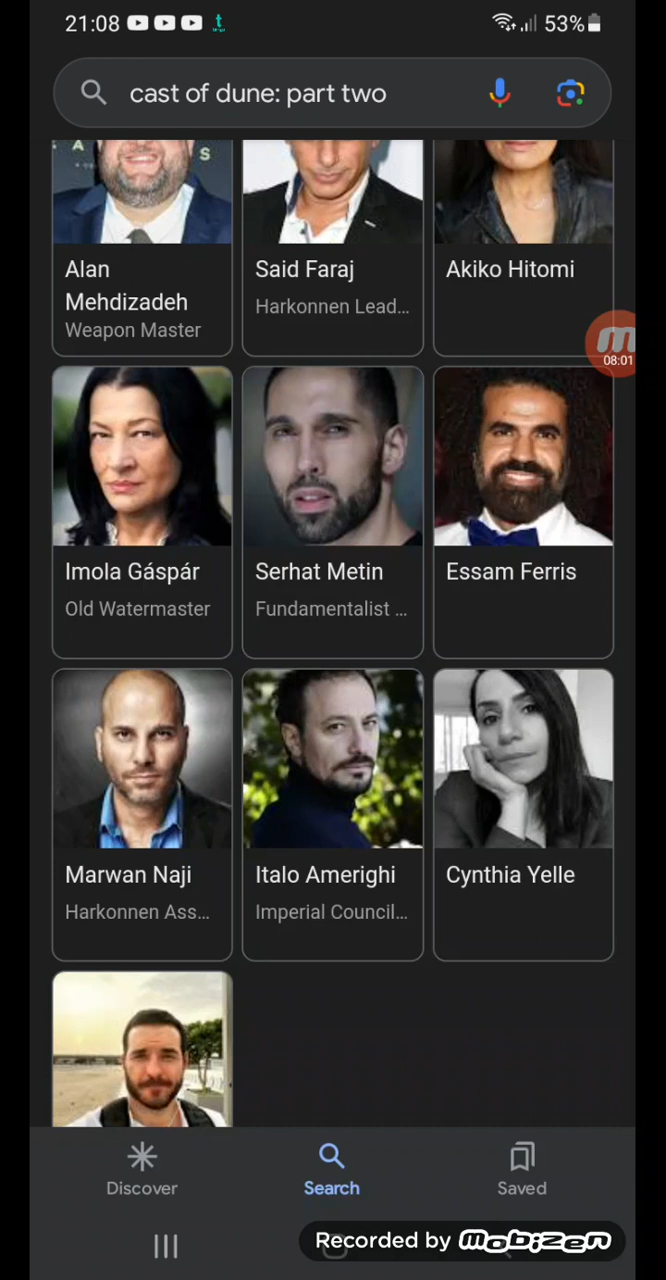 21:08
53%
cast of dune: part two
A S
Alan
Mehdizadeh
Weapon Master
Said Faraj
Harkonnen Lead...
Akiko Hitomi
m
08:01
Imola Gáspár
Old Watermaster
Serhat Metin
Fundamentalist ...
Essam Ferris
Marwan Naji
Harkonnen Ass...
Italo Amerighi
Imperial Council...
Cynthia Yelle
Discover
Search
Saved
Recorded by mobizen